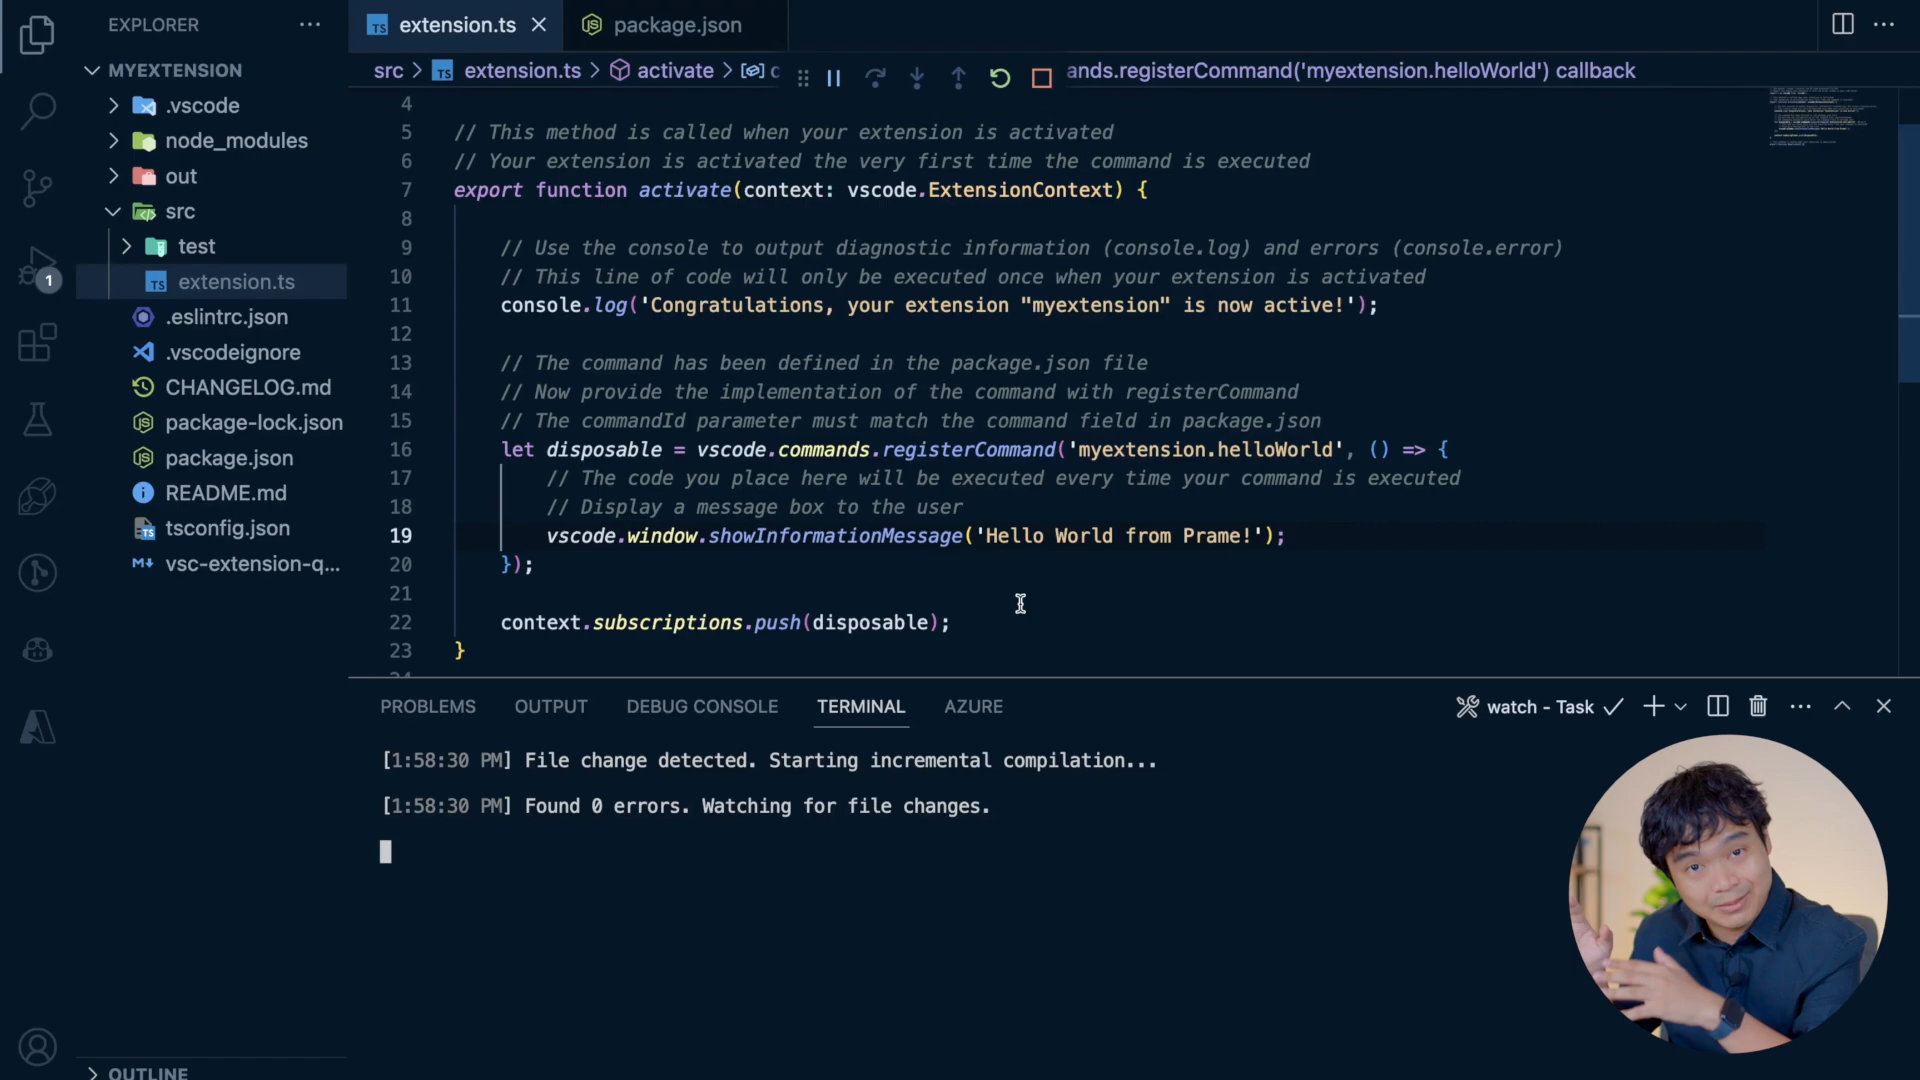 EXPLORER
MYEXTENSION
.vscode
node_modules
out
src
test
TS extension.ts
.eslintrc.json
.vscodeignore
CHANGELOG.md
package-lock.json
package.json
README.md
TS tsconfig.json
vsc-extension-q...
OUTLINE
1
TS extension.ts
JS package.json
src > TS extension.ts > activate >
ands.registerCommand('myextension.helloWorld') callback
4
5 // This method is called when your extension is activated
6 // Your extension is activated the very first time the command is executed
7 export function activate(context: vscode.ExtensionContext) {
8
9 // Use the console to output diagnostic information (console.log) and errors (console.error)
10 // This line of code will only be executed once when your extension is activated
11 console.log('Congratulations, your extension "myextension" is now active!');
12
13 // The command has been defined in the package.json file
14 // Now provide the implementation of the command with registerCommand
15 // The commandId parameter must match the command field in package.json
16 let disposable = vscode.commands.registerCommand('myextension.helloWorld', () => {
17 // The code you place here will be executed every time your command is executed
18 // Display a message box to the user
19 vscode.window.showInformationMessage('Hello World from Prame!');
20 });
21
22 context.subscriptions.push(disposable);
23 }
PROBLEMS OUTPUT DEBUG CONSOLE TERMINAL AZURE
watch - Task
[1:58:30 PM] File change detected. Starting incremental compilation...
[1:58:30 PM] Found 0 errors. Watching for file changes.